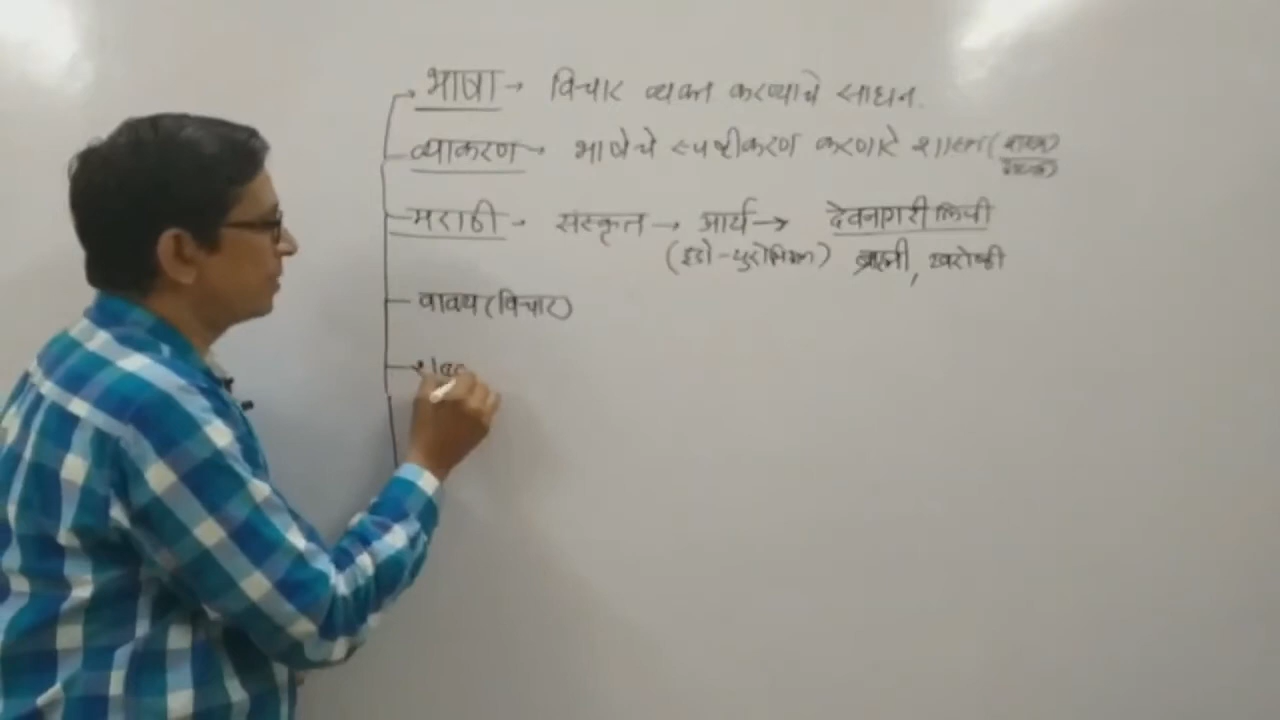 भाषा → विचार व्यक्त करण्याचे साधन.
व्याकरण → भाषेचे स्पष्टीकरण करणारे शास्त्र (
मराठी → संस्कृत → आर्य → देवनागरी लिपी
(इंडो-युरोपियन) ब्राह्मी, खरोष्ठी
वाक्य (विचार)
शब्द